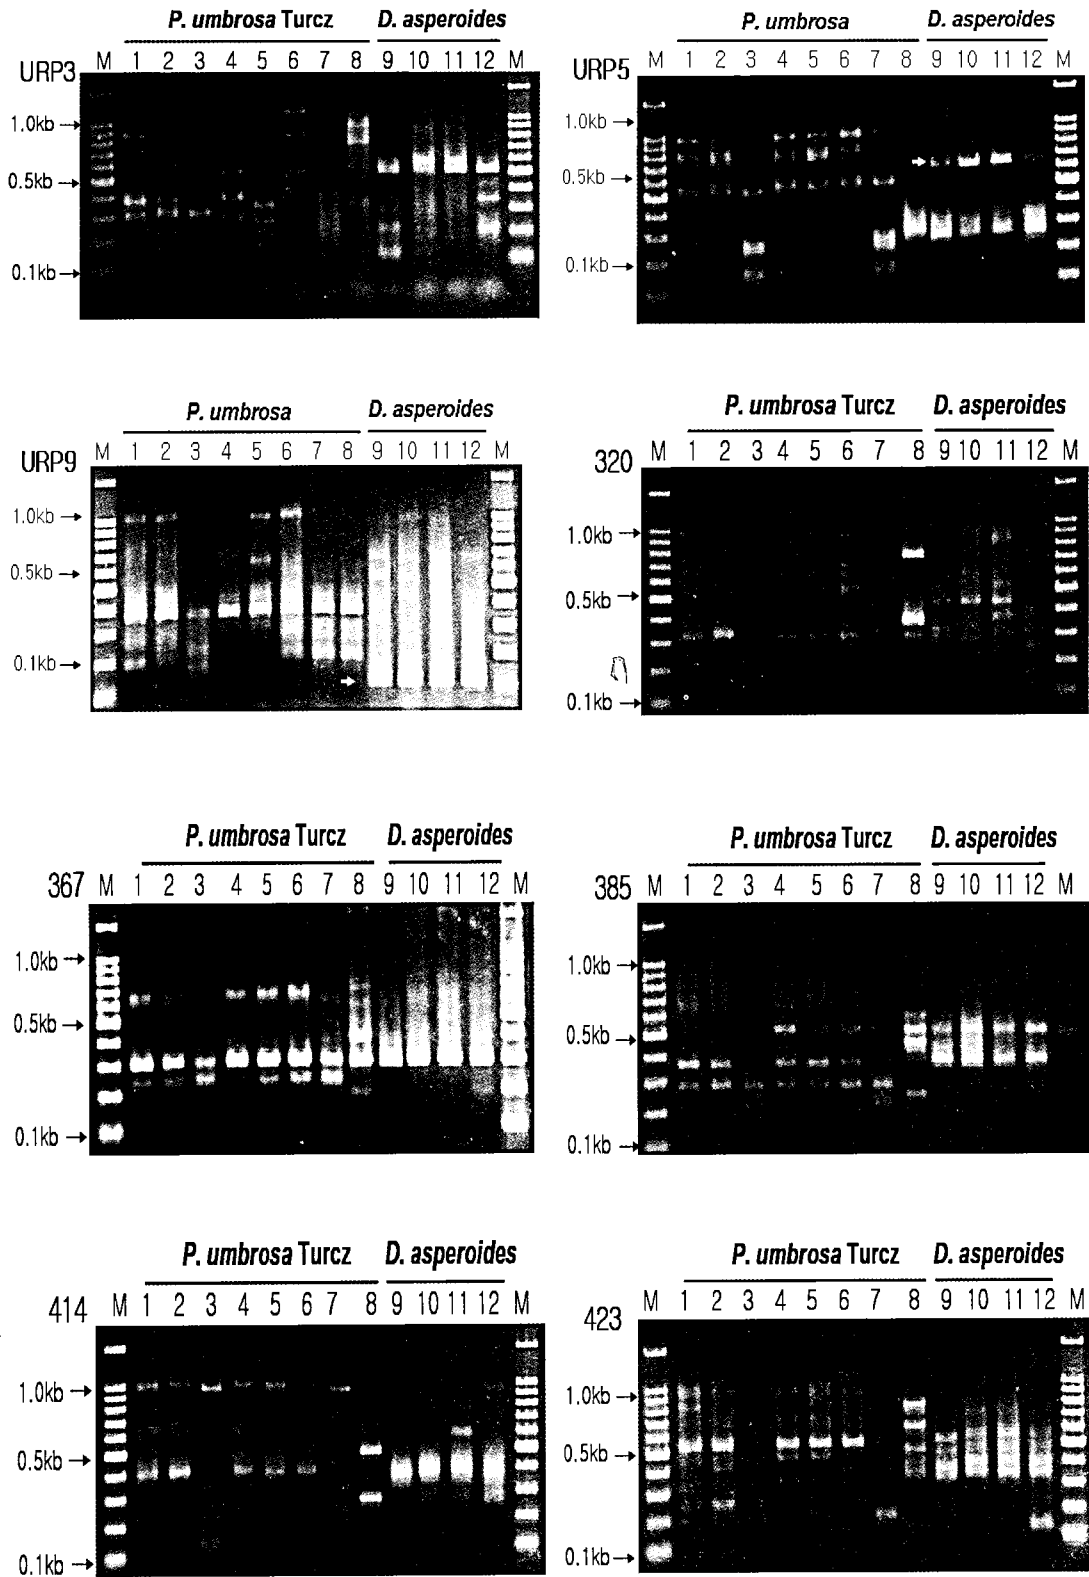 P. umbrosa Turcz D. asperoides
M 1 2 3 4 5 6 7 8 9 10 11 12 M
URP3
1.0kb
0.5kb
0.1kb
P. umbrosa D. asperoides
M 1 2 3 4 5 6 7 8 9 10 11 12 M
URP5
1.0kb
0.5kb
0.1kb
P. umbrosa D. asperoides
M 1 2 3 4 5 6 7 8 9 10 11 12 M
URP9
1.0kb
0.5kb
0.1kb
P. umbrosa Turcz D. asperoides
M 1 2 3 4 5 6 7 8 9 10 11 12 M
320
1.0kb
0.5kb
0.1kb
P. umbrosa Turcz D. asperoides
367 M 1 2 3 4 5 6 7 8 9 10 11 12 M
1.0kb
0.5kb
0.1kb
P. umbrosa Turcz D. asperoides
385 M 1 2 3 4 5 6 7 8 9 10 11 12 M
1.0kb
0.5kb
0.1kb
P. umbrosa Turcz D. asperoides
414 M 1 2 3 4 5 6 7 8 9 10 11 12 M
1.0kb
0.5kb
0.1kb
P. umbrosa Turcz D. asperoides
M 1 2 3 4 5 6 7 8 9 10 11 12 M
423
1.0kb
0.5kb
0.1kb